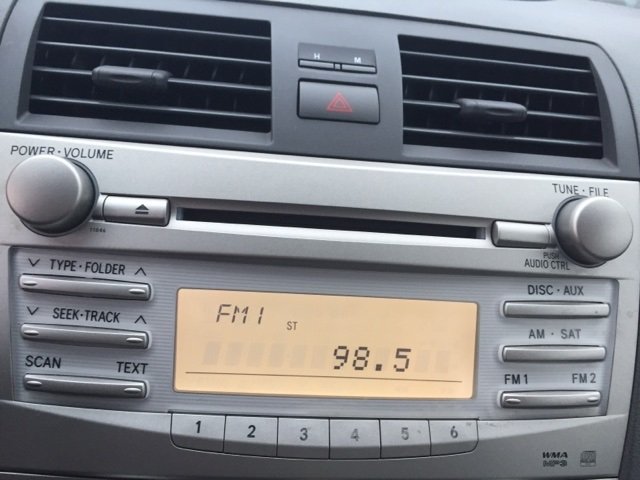 H M
POWER·VOLUME
TUNE·FILE
11846
PUSH
AUDIO CTRL
∨ TYPE·FOLDER ∧
DISC·AUX
∨ SEEK·TRACK ∧
FM1
ST
AM·SAT
98.5
SCAN TEXT
FM1 FM2
1 2 3 4 5 6
WMA
MP3